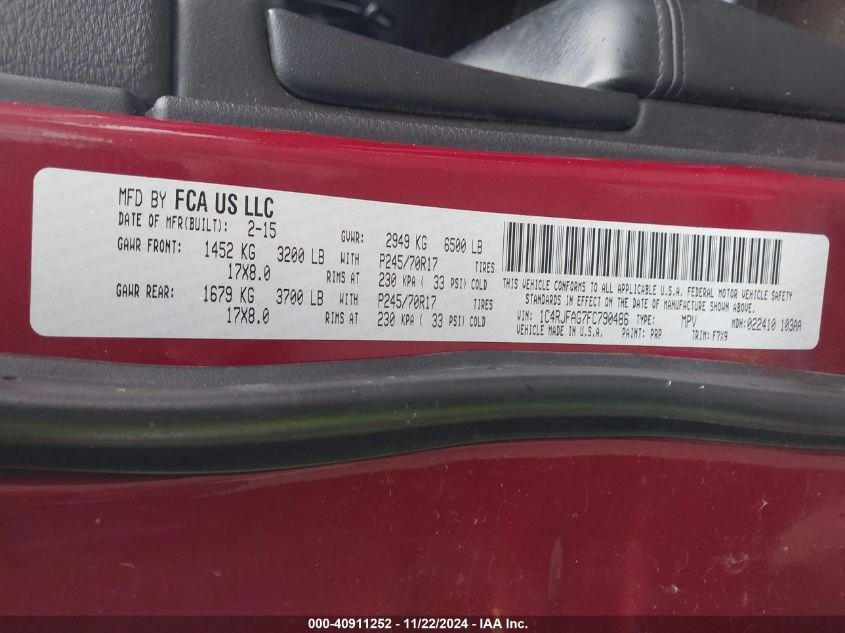 MFD BY FCA US LLC
DATE OF MFR(BUILT): 2-15 GVWR: 2949 KG 6500 LB
GAWR FRONT: 1452 KG 3200 LB WITH P245/70R17 TIRES
17X8.0 RIMS AT 230 KPA ( 33 PSI) COLD
GAWR REAR: 1679 KG 3700 LB WITH P245/70R17 TIRES
17X8.0 RIMS AT 230 KPA ( 33 PSI) COLD
THIS VEHICLE CONFORMS TO ALL APPLICABLE U.S.A. FEDERAL MOTOR VEHICLE SAFETY
STANDARDS IN EFFECT ON THE DATE OF MANUFACTURE SHOWN ABOVE.
VIN: 1C4RJFAG7FC790486 TYPE: MPV MDH:022410 103AA
VEHICLE MADE IN U.S.A. PAINT: PRP TRIM: F7X9
000-40911252 - 11/22/2024 - IAA Inc.